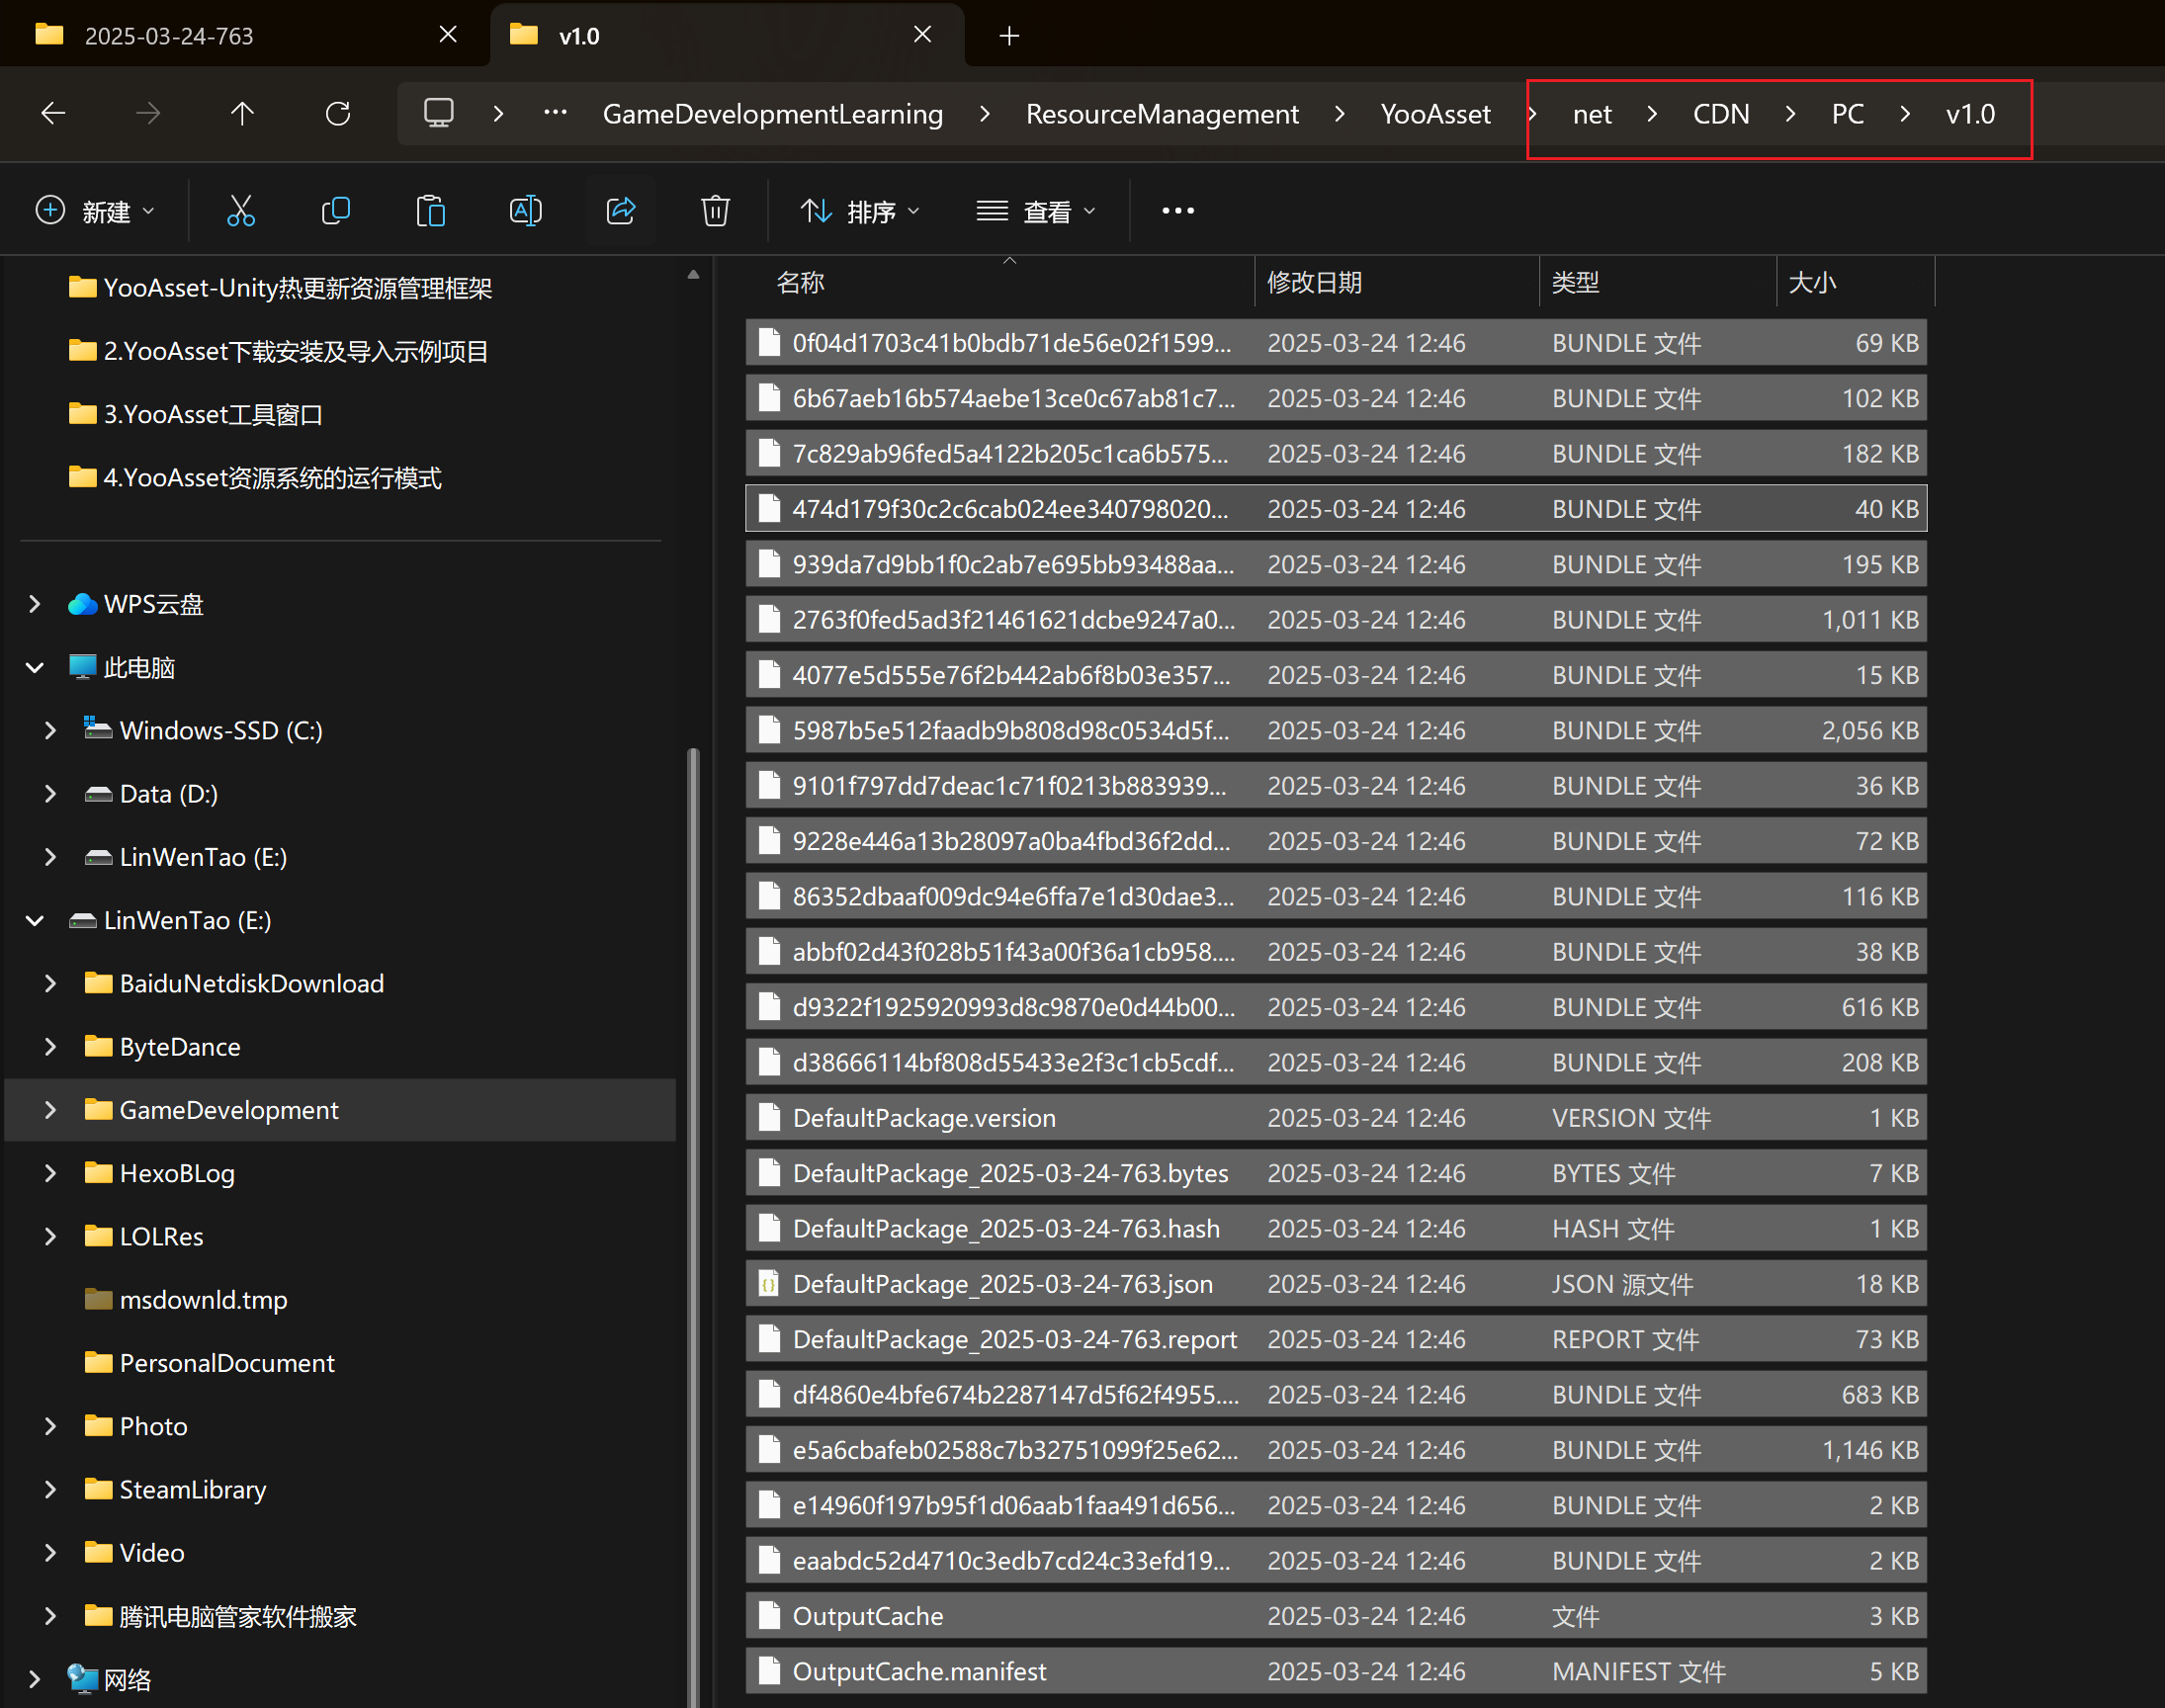 2025-03-24-763
v1.0
GameDevelopmentLearning > ResourceManagement > YooAsset > net > CDN > PC > v1.0
新建
排序
查看
YooAsset-Unity热更新资源管理框架
2.YooAsset下载安装及导入示例项目
3.YooAsset工具窗口
4.YooAsset资源系统的运行模式
WPS云盘
此电脑
Windows-SSD (C:)
Data (D:)
LinWenTao (E:)
LinWenTao (E:)
BaiduNetdiskDownload
ByteDance
GameDevelopment
HexoBLog
LOLRes
msdownld.tmp
PersonalDocument
Photo
SteamLibrary
Video
腾讯电脑管家软件搬家
网络
名称 修改日期 类型 大小
0f04d1703c41b0bdb71de56e02f1599... 2025-03-24 12:46 BUNDLE 文件 69 KB
6b67aeb16b574aebe13ce0c67ab81c7... 2025-03-24 12:46 BUNDLE 文件 102 KB
7c829ab96fed5a4122b205c1ca6b575... 2025-03-24 12:46 BUNDLE 文件 182 KB
474d179f30c2c6cab024ee340798020... 2025-03-24 12:46 BUNDLE 文件 40 KB
939da7d9bb1f0c2ab7e695bb93488aa... 2025-03-24 12:46 BUNDLE 文件 195 KB
2763f0fed5ad3f21461621dcbe9247a0... 2025-03-24 12:46 BUNDLE 文件 1,011 KB
4077e5d555e76f2b442ab6f8b03e357... 2025-03-24 12:46 BUNDLE 文件 15 KB
5987b5e512faadb9b808d98c0534d5f... 2025-03-24 12:46 BUNDLE 文件 2,056 KB
9101f797dd7deac1c71f0213b883939... 2025-03-24 12:46 BUNDLE 文件 36 KB
9228e446a13b28097a0ba4fbd36f2dd... 2025-03-24 12:46 BUNDLE 文件 72 KB
86352dbaaf009dc94e6ffa7e1d30dae3... 2025-03-24 12:46 BUNDLE 文件 116 KB
abbf02d43f028b51f43a00f36a1cb958.... 2025-03-24 12:46 BUNDLE 文件 38 KB
d9322f1925920993d8c9870e0d44b00... 2025-03-24 12:46 BUNDLE 文件 616 KB
d38666114bf808d55433e2f3c1cb5cdf... 2025-03-24 12:46 BUNDLE 文件 208 KB
DefaultPackage.version 2025-03-24 12:46 VERSION 文件 1 KB
DefaultPackage_2025-03-24-763.bytes 2025-03-24 12:46 BYTES 文件 7 KB
DefaultPackage_2025-03-24-763.hash 2025-03-24 12:46 HASH 文件 1 KB
DefaultPackage_2025-03-24-763.json 2025-03-24 12:46 JSON 源文件 18 KB
DefaultPackage_2025-03-24-763.report 2025-03-24 12:46 REPORT 文件 73 KB
df4860e4bfe674b2287147d5f62f4955.... 2025-03-24 12:46 BUNDLE 文件 683 KB
e5a6cbafeb02588c7b32751099f25e62... 2025-03-24 12:46 BUNDLE 文件 1,146 KB
e14960f197b95f1d06aab1faa491d656... 2025-03-24 12:46 BUNDLE 文件 2 KB
eaabdc52d4710c3edb7cd24c33efd19... 2025-03-24 12:46 BUNDLE 文件 2 KB
OutputCache 2025-03-24 12:46 文件 3 KB
OutputCache.manifest 2025-03-24 12:46 MANIFEST 文件 5 KB